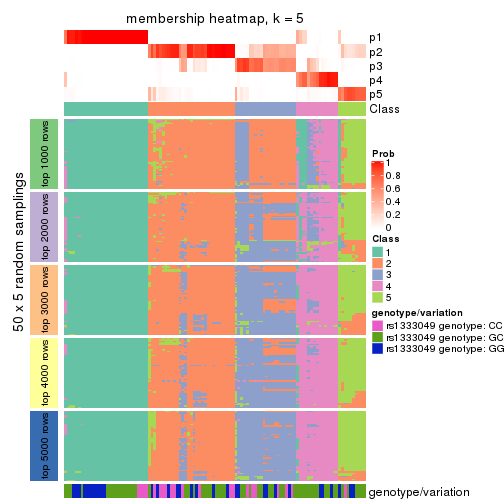 membership heatmap, k = 5
p1
p2
p3
p4
p5
Class
50 x 5 random samplings
top 1000 rows
top 2000 rows
top 3000 rows
top 4000 rows
top 5000 rows
Prob
1
0.8
0.6
0.4
0.2
0
Class
1
2
3
4
5
genotype/variation
rs1333049 genotype: CC
rs1333049 genotype: GC
rs1333049 genotype: GG
genotype/variation